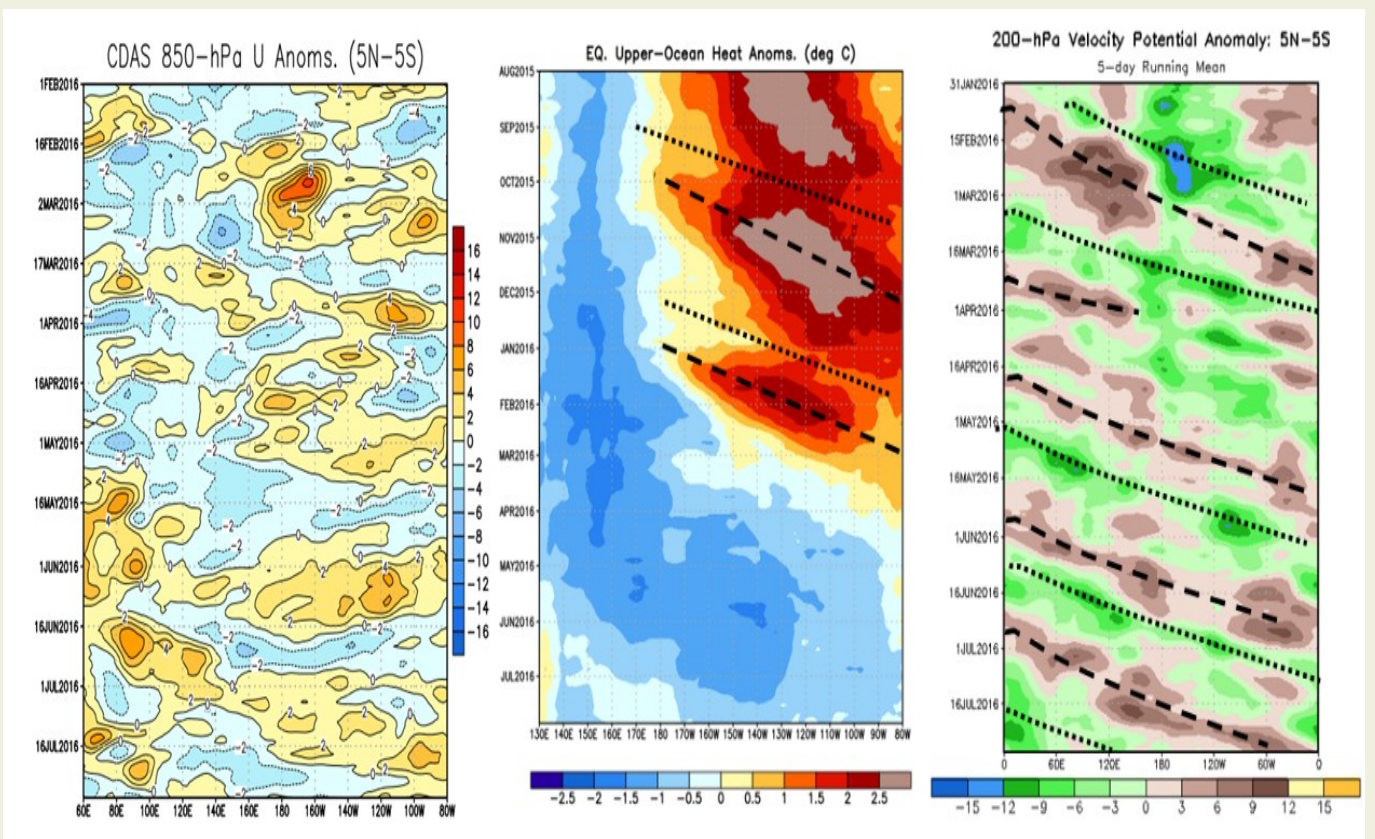 CDAS 850-hPa U Anoms. (5N-5S)
1FEB2016
16FEB2016
2MAR2016
17MAR2016
1APR2016
16APR2016
1MAY2016
16MAY2016
1JUN2016
16JUN2016
1JUL2016
16JUL2016
60E 80E 100E 120E 140E 160E 180 160W 140W 120W 100W 80W
16
14
12
10
8
6
4
2
0
-2
-4
-6
-8
-10
-12
-14
-16
EQ. Upper-Ocean Heat Anoms. (deg C)
AUG2015
SEP2015
OCT2015
NOV2015
DEC2015
JAN2016
FEB2016
MAR2016
APR2016
MAY2016
JUN2016
JUL2016
130E 140E 150E 160E 170E 180 170W 160W 150W 140W 130W 120W 110W 100W 90W 80W
-2.5 -2 -1.5 -1 -0.5 0 0.5 1 1.5 2 2.5
200-hPa Velocity Potential Anomaly: 5N-5S
5-day Running Mean
31JAN2016
15FEB2016
1MAR2016
16MAR2016
1APR2016
16APR2016
1MAY2016
16MAY2016
1JUN2016
16JUN2016
1JUL2016
16JUL2016
0 60E 120E 180 120W 60W 0
-15 -12 -9 -6 -3 0 3 6 9 12 15